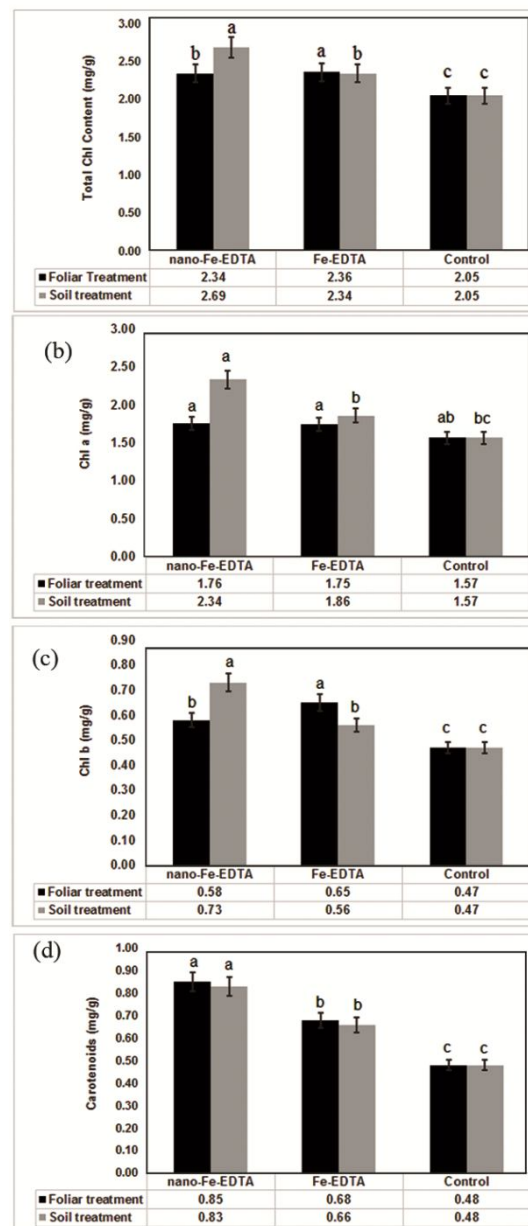 3.00
2.50
2.00
1.50
1.00
0.50
0.00
Total Chl Content (mg/g)
b a a b c c
nano-Fe-EDTA Fe-EDTA Control
Foliar Treatment 2.34 2.36 2.05
Soil treatment 2.69 2.34 2.05
(b)
3.00
2.50
2.00
1.50
1.00
0.50
0.00
Chl a (mg/g)
a a a b ab bc
nano-Fe-EDTA Fe-EDTA Control
Foliar treatment 1.76 1.75 1.57
Soil treatment 2.34 1.86 1.57
(c)
0.90
0.80
0.70
0.60
0.50
0.40
0.30
0.20
0.10
0.00
Chl b (mg/g)
b a a b c c
nano-Fe-EDTA Fe-EDTA Control
Foliar treatment 0.58 0.65 0.47
Soil treatment 0.73 0.56 0.47
(d)
1.00
0.90
0.80
0.70
0.60
0.50
0.40
0.30
0.20
0.10
0.00
Carotenoids (mg/g)
a a b b c c
nano-Fe-EDTA Fe-EDTA Control
Foliar treatment 0.85 0.68 0.48
Soil treatment 0.83 0.66 0.48